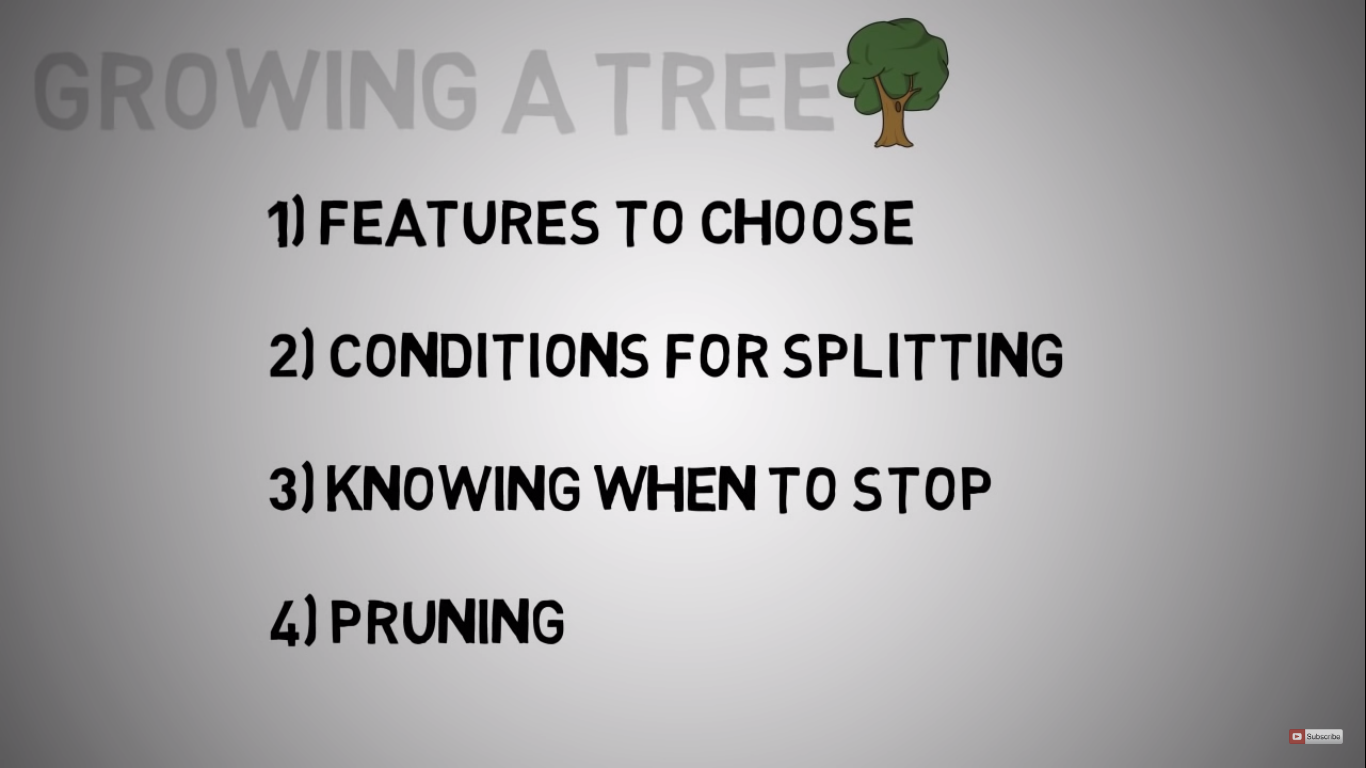 GROWING A TREE
1) FEATURES TO CHOOSE
2) CONDITIONS FOR SPLITTING
3) KNOWING WHEN TO STOP
4) PRUNING
Subscribe